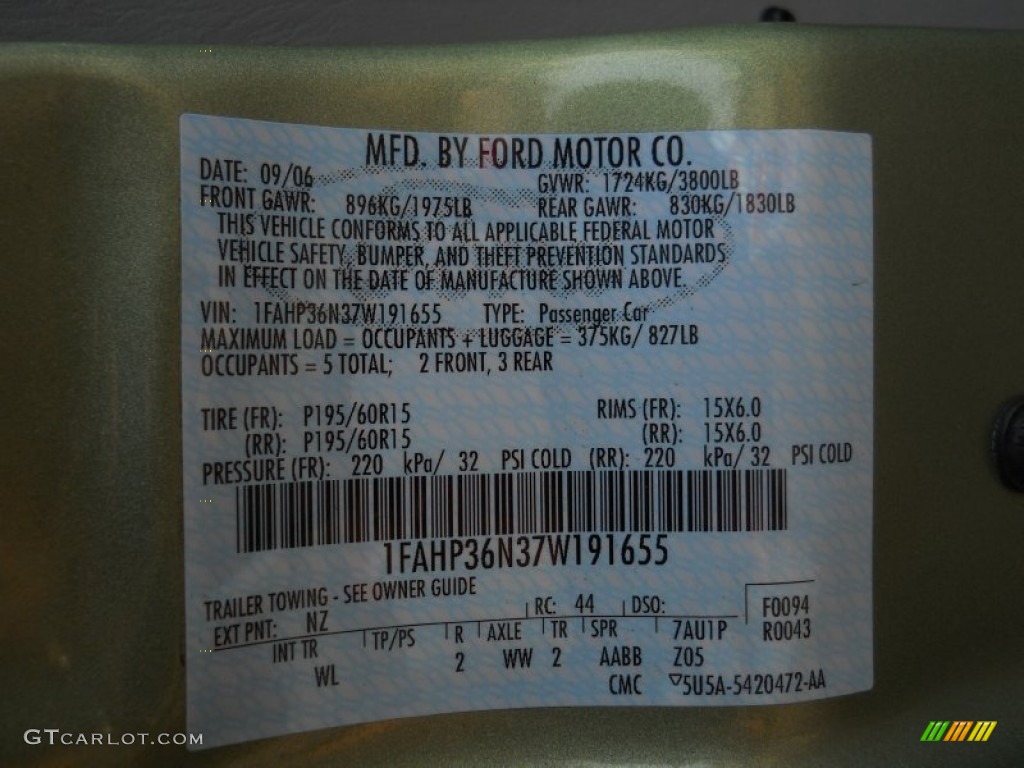 MFD. BY FORD MOTOR CO.
DATE: 09/06 GVWR: 1724KG/3800LB
FRONT GAWR: 896KG/1975LB REAR GAWR: 830KG/1830LB
THIS VEHICLE CONFORMS TO ALL APPLICABLE FEDERAL MOTOR
VEHICLE SAFETY, BUMPER, AND THEFT PREVENTION STANDARDS
IN EFFECT ON THE DATE OF MANUFACTURE SHOWN ABOVE.
VIN: 1FAHP36N37W191655 TYPE: Passenger Car
MAXIMUM LOAD = OCCUPANTS + LUGGAGE = 375KG/ 827LB
OCCUPANTS = 5 TOTAL; 2 FRONT, 3 REAR
TIRE (FR): P195/60R15 RIMS (FR): 15X6.0
(RR): P195/60R15 (RR): 15X6.0
PRESSURE (FR): 220 kPa/ 32 PSI COLD (RR): 220 kPa/ 32 PSI COLD
1FAHP36N37W191655
TRAILER TOWING - SEE OWNER GUIDE
EXT PNT: NZ RC: 44 DSO: F0094
INT TR TP/PS R AXLE TR SPR 7AU1P R0043
WL 2 WW 2 AABB Z05
CMC ▽5U5A-5420472-AA
GTCARLOT.COM